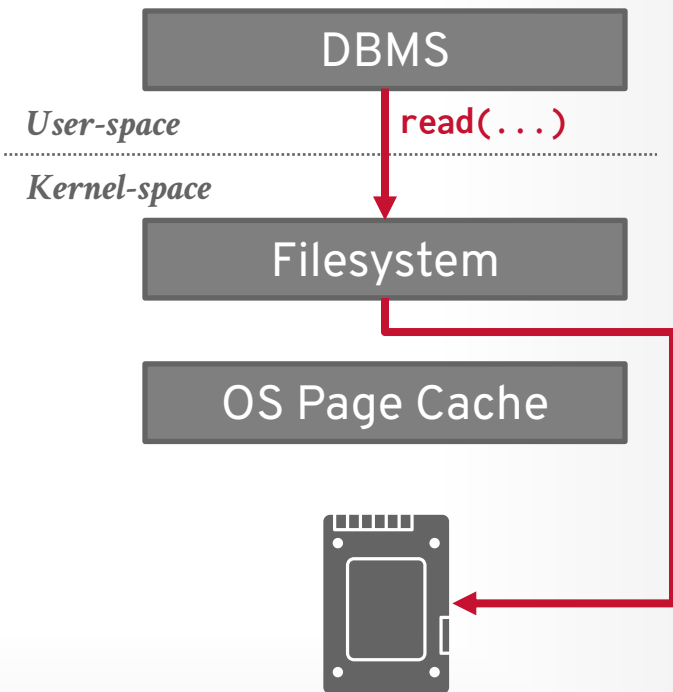 DBMS
User-space
read(...)
Kernel-space
Filesystem
OS Page Cache